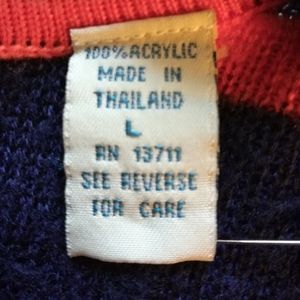 100% ACRYLIC
MADE IN
THAILAND
L
RN 13711
SEE REVERSE
FOR CARE